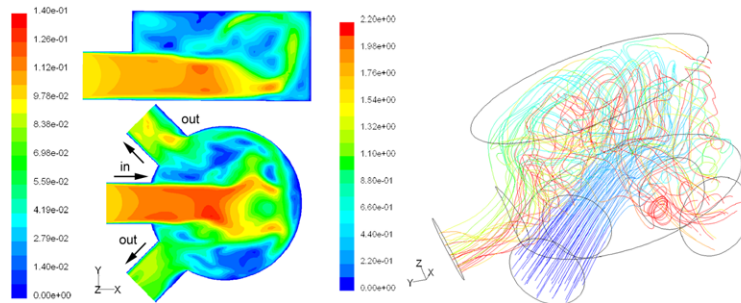 1.40e-01
1.26e-01
1.12e-01
9.78e-02
8.38e-02
6.98e-02
5.59e-02
4.19e-02
2.79e-02
1.40e-02
0.00e+00
out
in
out
Y
Z
X
2.20e+00
1.98e+00
1.76e+00
1.54e+00
1.32e+00
1.10e+00
8.80e-01
6.60e-01
4.40e-01
2.20e-01
0.00e+00
Z
Y
X